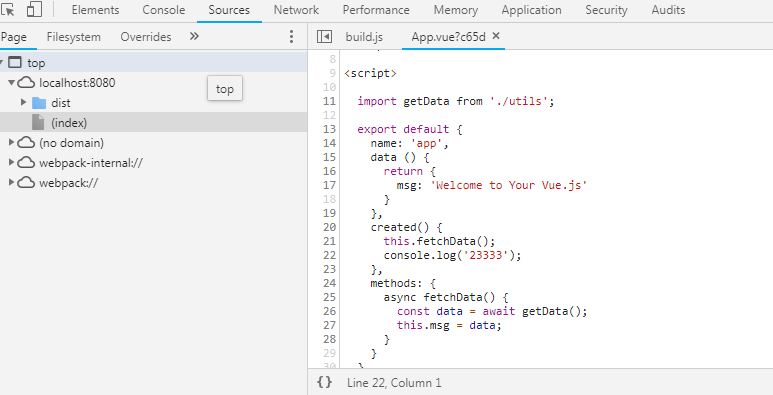 Elements Console Sources Network Performance Memory Application Security Audits
Page Filesystem Overrides »
top
localhost:8080
dist
(index)
(no domain)
webpack-internal://
webpack://
top
build.js App.vue?c65d ×
8
9 <script>
10
11 import getData from './utils';
12
13 export default {
14 name: 'app',
15 data () {
16 return {
17 msg: 'Welcome to Your Vue.js'
18 }
19 },
20 created() {
21 this.fetchData();
22 console.log('23333');
23 },
24 methods: {
25 async fetchData() {
26 const data = await getData();
27 this.msg = data;
28 }
29 }
30 }
{} Line 22, Column 1